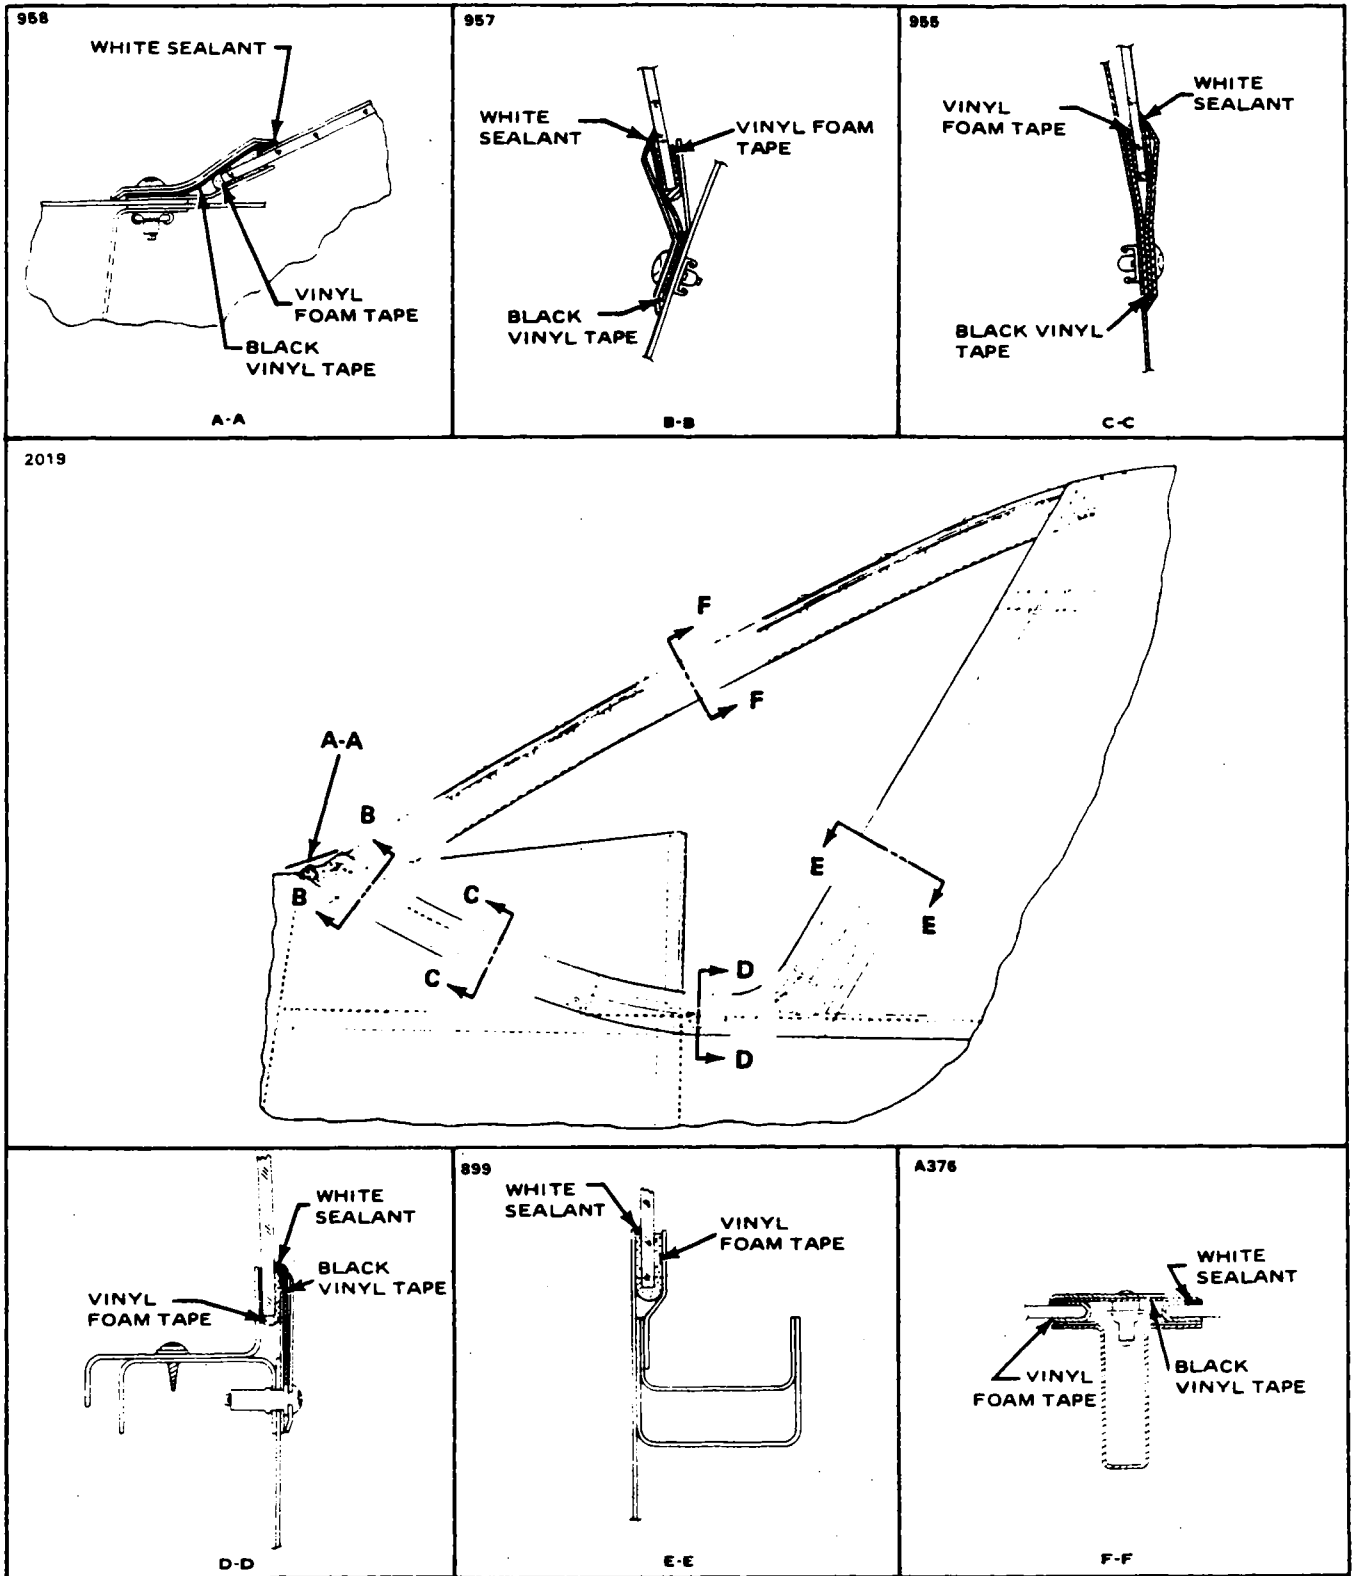 958
WHITE SEALANT
VINYL
FOAM TAPE
BLACK
VINYL TAPE
A-A
957
WHITE
SEALANT
VINYL FOAM
TAPE
BLACK
VINYL TAPE
B-B
955
VINYL
FOAM TAPE
WHITE
SEALANT
BLACK VINYL
TAPE
C-C
2019
F
F
A-A
B
B
C
C
E
E
D
D
WHITE
SEALANT
BLACK
VINYL TAPE
VINYL
FOAM TAPE
D-D
899
WHITE
SEALANT
VINYL
FOAM TAPE
E-E
A376
WHITE
SEALANT
VINYL
FOAM TAPE
BLACK
VINYL TAPE
F-F